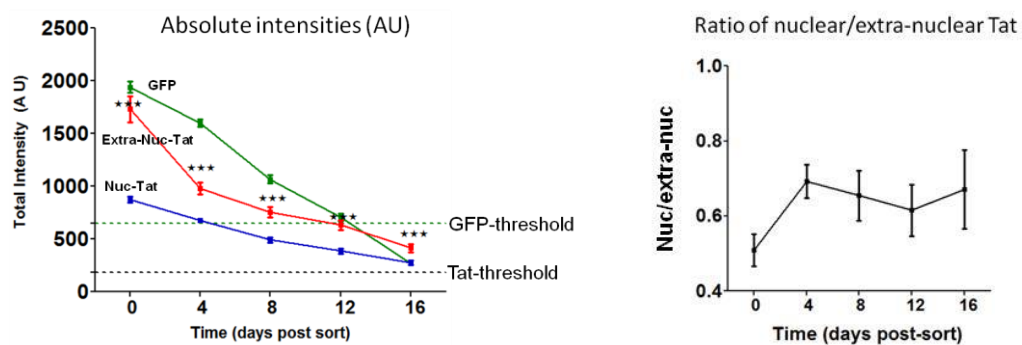 Absolute intensities (AU)
Total Intensity (A U)
2500
2000
1500
1000
500
0
GFP
★★★
Extra-Nuc-Tat
★★★
Nuc-Tat
★★★
★★★
★★★
GFP-threshold
Tat-threshold
0 4 8 12 16
Time (days post sort)
Ratio of nuclear/extra-nuclear Tat
Nuc/extra-nuc
1.0
0.8
0.6
0.4
0 4 8 12 16
Time (days post-sort)